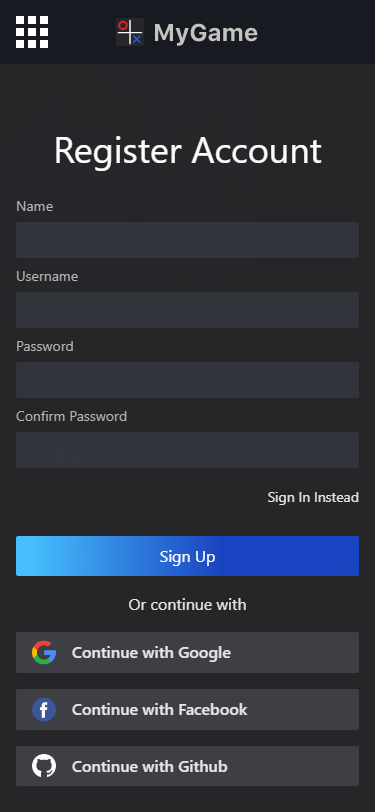 MyGame
Register Account
Name
Username
Password
Confirm Password
Sign In Instead
Sign Up
Or continue with
Continue with Google
Continue with Facebook
Continue with Github